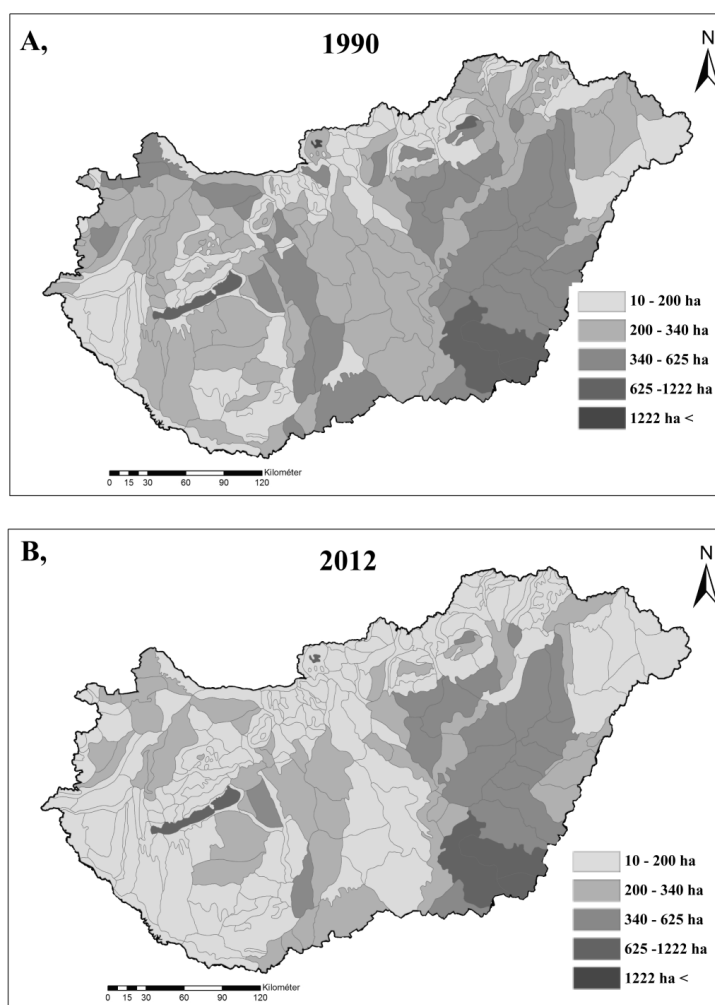 A,
1990
N
10 - 200 ha
200 - 340 ha
340 - 625 ha
625 -1222 ha
1222 ha <
Kilométer
0 15 30 60 90 120
B,
2012
N
10 - 200 ha
200 - 340 ha
340 - 625 ha
625 -1222 ha
1222 ha <
Kilométer
0 15 30 60 90 120